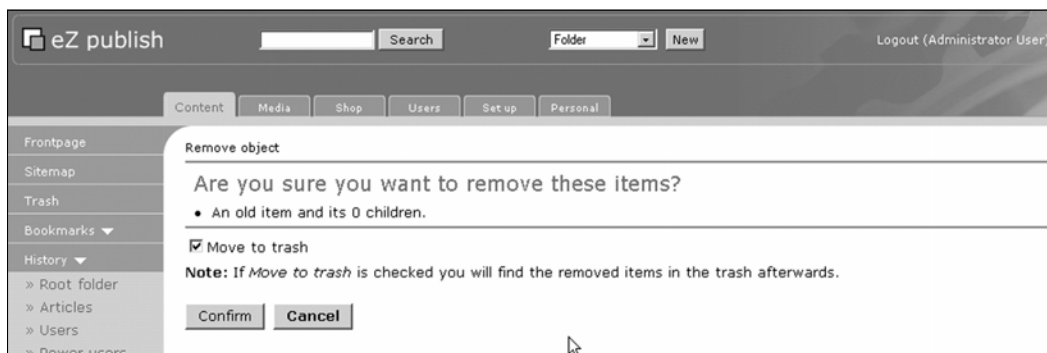 eZ publish
Search
Folder
New
Logout (Administrator User)
Content
Media
Shop
Users
Set up
Personal
Frontpage
Sitemap
Trash
Bookmarks
History
» Root folder
» Articles
» Users
» Power users
Remove object
Are you sure you want to remove these items?
• An old item and its 0 children.
Move to trash
Note: If Move to trash is checked you will find the removed items in the trash afterwards.
Confirm
Cancel